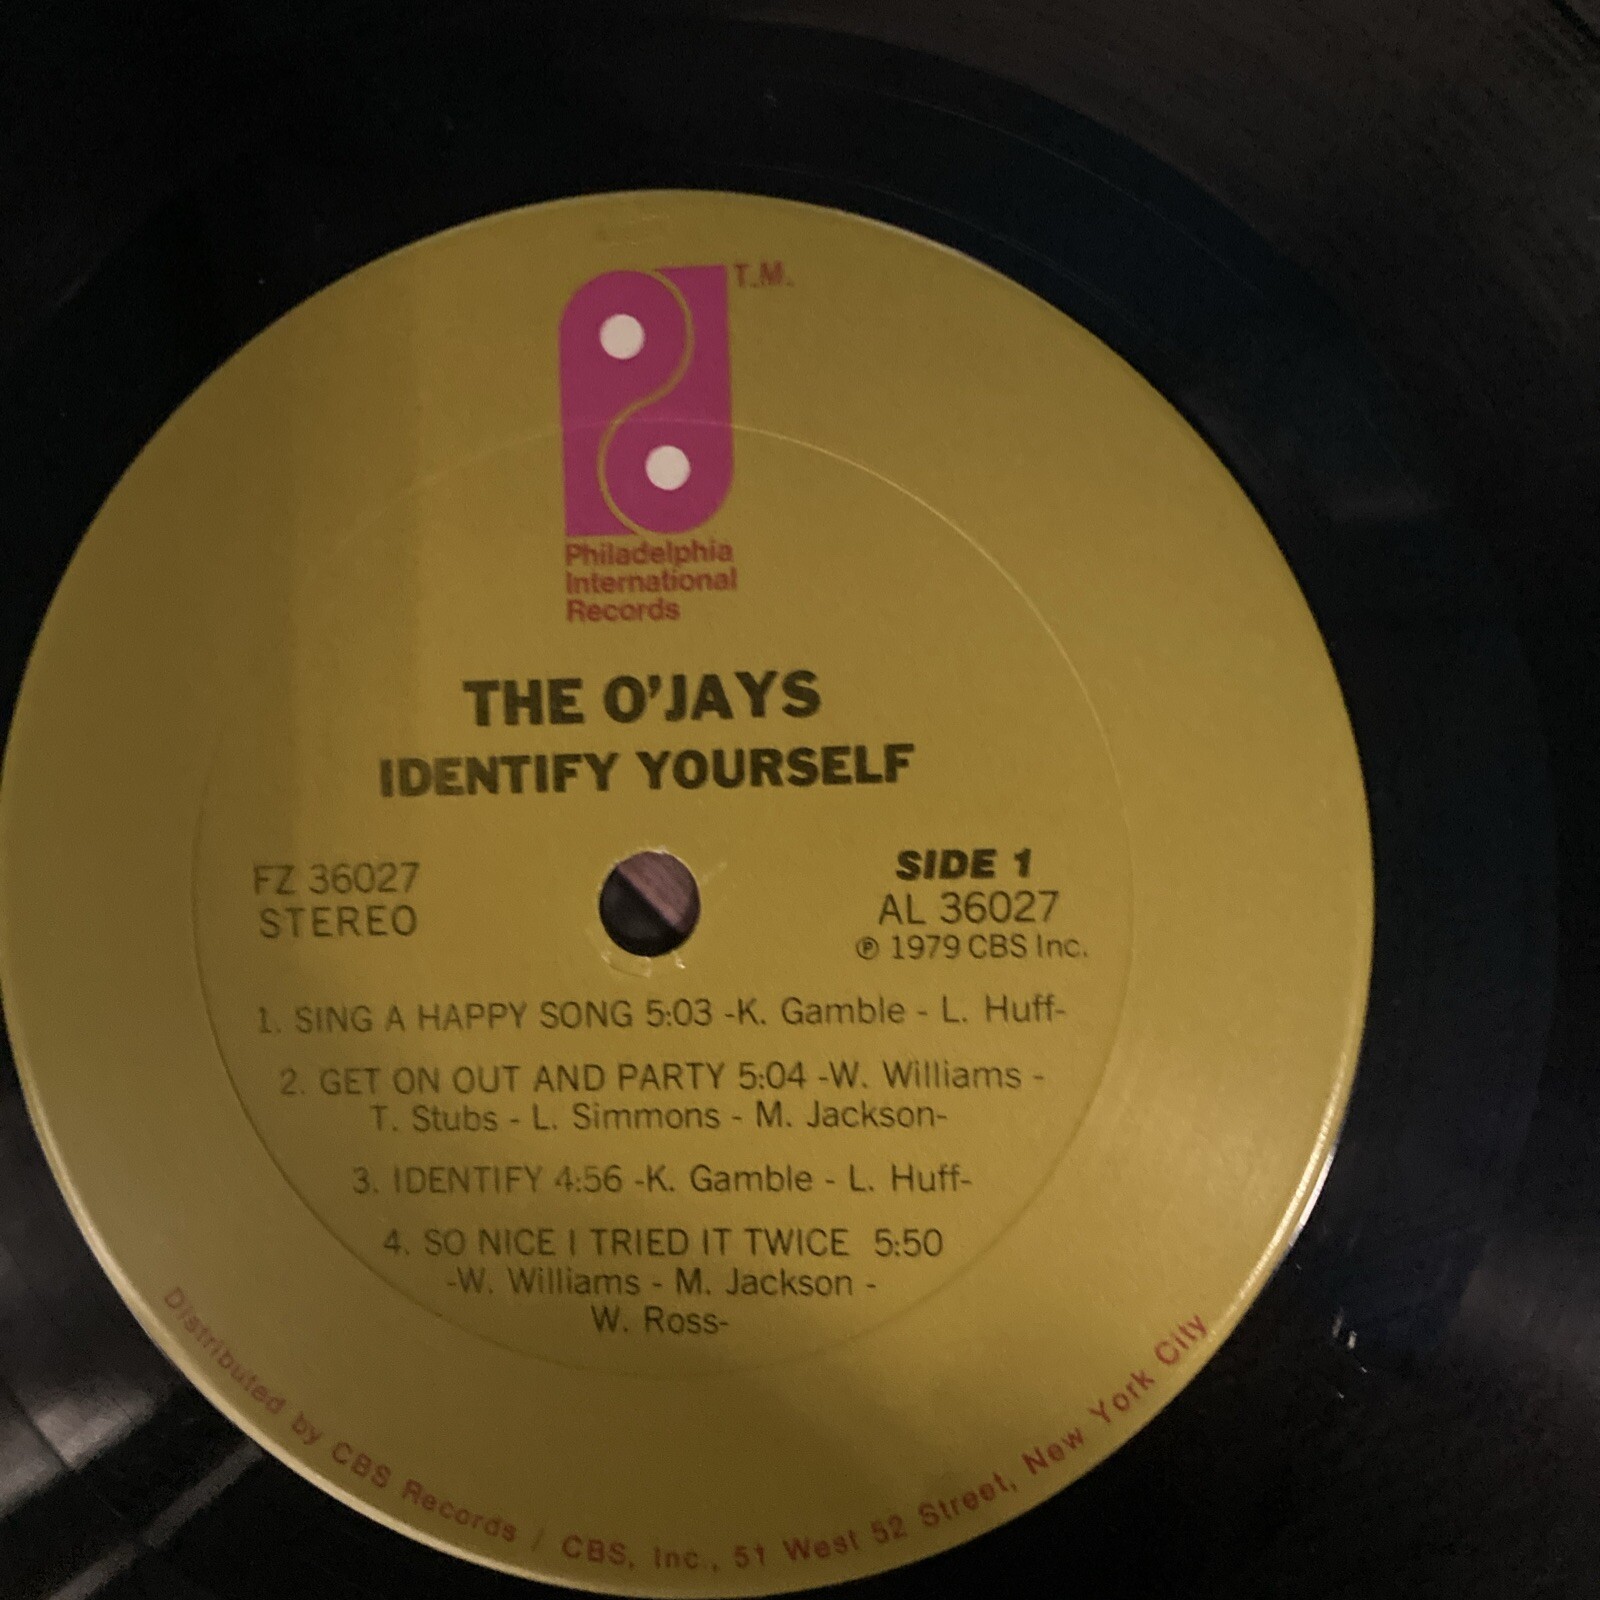 T.M.
Philadelphia
International
Records
THE O'JAYS
IDENTIFY YOURSELF
FZ 36027
STEREO
SIDE 1
AL 36027
℗ 1979 CBS Inc.
1. SING A HAPPY SONG 5:03 -K. Gamble - L. Huff-
2. GET ON OUT AND PARTY 5:04 -W. Williams -
T. Stubs - L. Simmons - M. Jackson-
3. IDENTIFY 4:56 -K. Gamble - L. Huff-
4. SO NICE I TRIED IT TWICE 5:50
-W. Williams - M. Jackson -
W. Ross-
Distributed by CBS Records / CBS, Inc., 51 West 52 Street, New York City